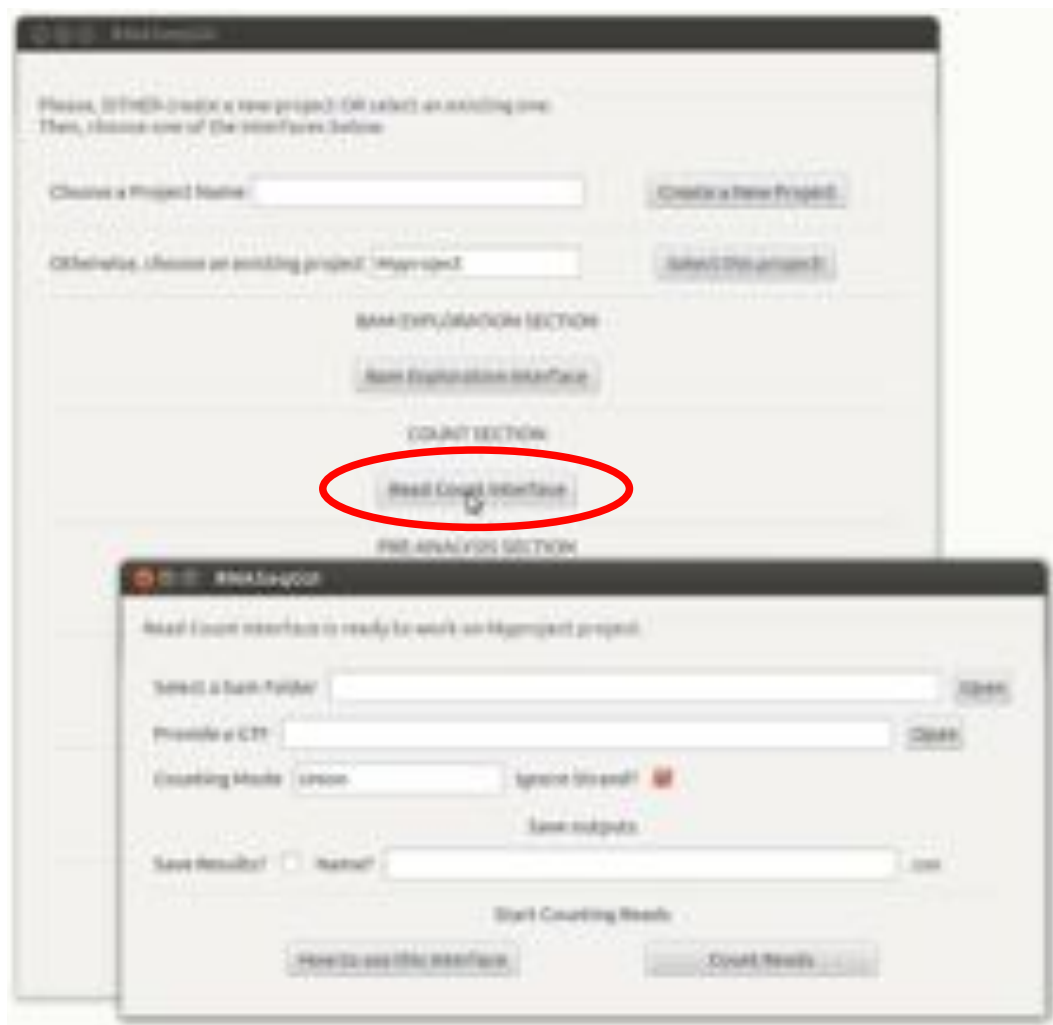 RNASeqGUI
Please, EITHER create a new project OR select an existing one.
Then, choose one of the interfaces below
Choose a Project Name
Create a New Project
Otherwise, choose an existing project
Myproject
Select this project
BAM EXPLORATION SECTION
Bam Exploration Interface
COUNT SECTION
Read Count Interface
PRE ANALYSIS SECTION
RNASeqGUI
Read Count Interface is ready to work on Myproject project.
Select a bam Folder
Open
Provide a GTF
Open
Counting Mode
Union
Ignore Strand?
Save outputs
Save Results?
Name?
Start Counting Reads
How to use this Interface
Count Reads